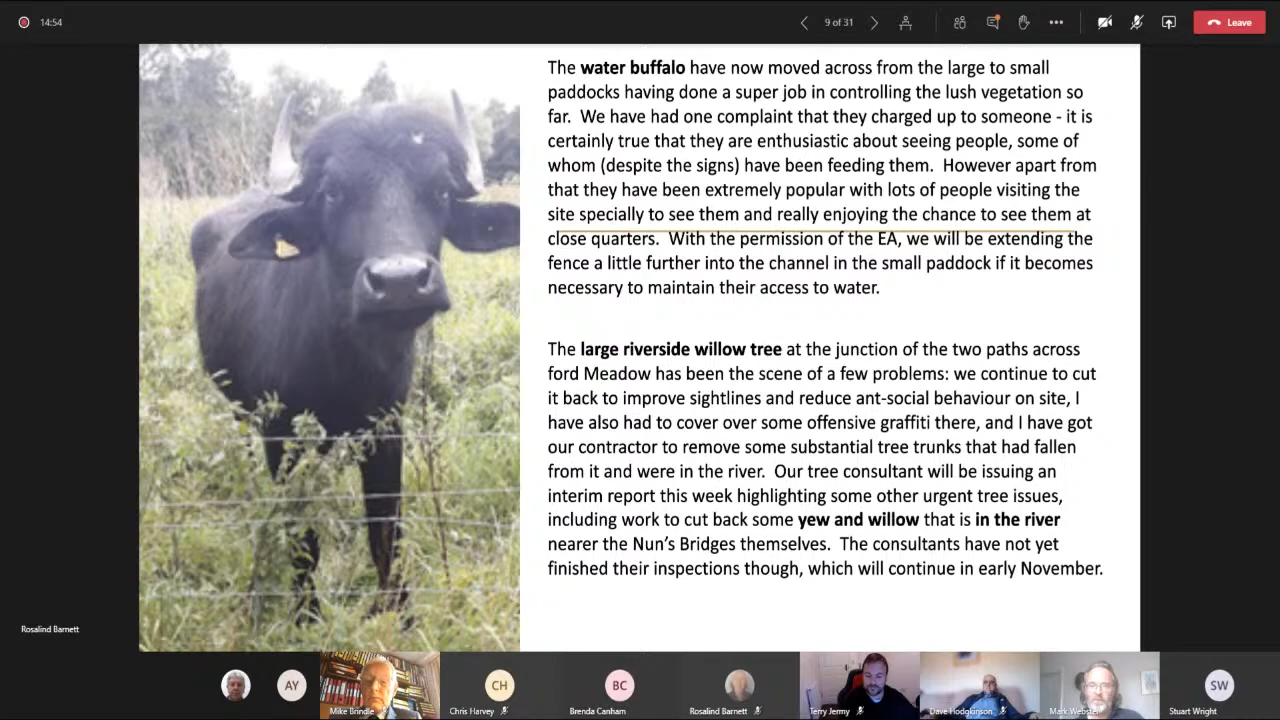 14:54
9 of 31
Leave
The water buffalo have now moved across from the large to small
paddocks having done a super job in controlling the lush vegetation so
far.  We have had one complaint that they charged up to someone - it is
certainly true that they are enthusiastic about seeing people, some of
whom (despite the signs) have been feeding them.  However apart from
that they have been extremely popular with lots of people visiting the
site specially to see them and really enjoying the chance to see them at
close quarters.  With the permission of the EA, we will be extending the
fence a little further into the channel in the small paddock if it becomes
necessary to maintain their access to water.
The large riverside willow tree at the junction of the two paths across
ford Meadow has been the scene of a few problems: we continue to cut
it back to improve sightlines and reduce ant-social behaviour on site, I
have also had to cover over some offensive graffiti there, and I have got
our contractor to remove some substantial tree trunks that had fallen
from it and were in the river.  Our tree consultant will be issuing an
interim report this week highlighting some other urgent tree issues,
including work to cut back some yew and willow that is in the river
nearer the Nun's Bridges themselves.  The consultants have not yet
finished their inspections though, which will continue in early November.
Rosalind Barnett
AY
CH
BC
SW
Mike Brindle
Chris Harvey
Brenda Canham
Rosalind Barnett
Terry Jermy
Dave Hodgkinson
Mark Webster
Stuart Wright